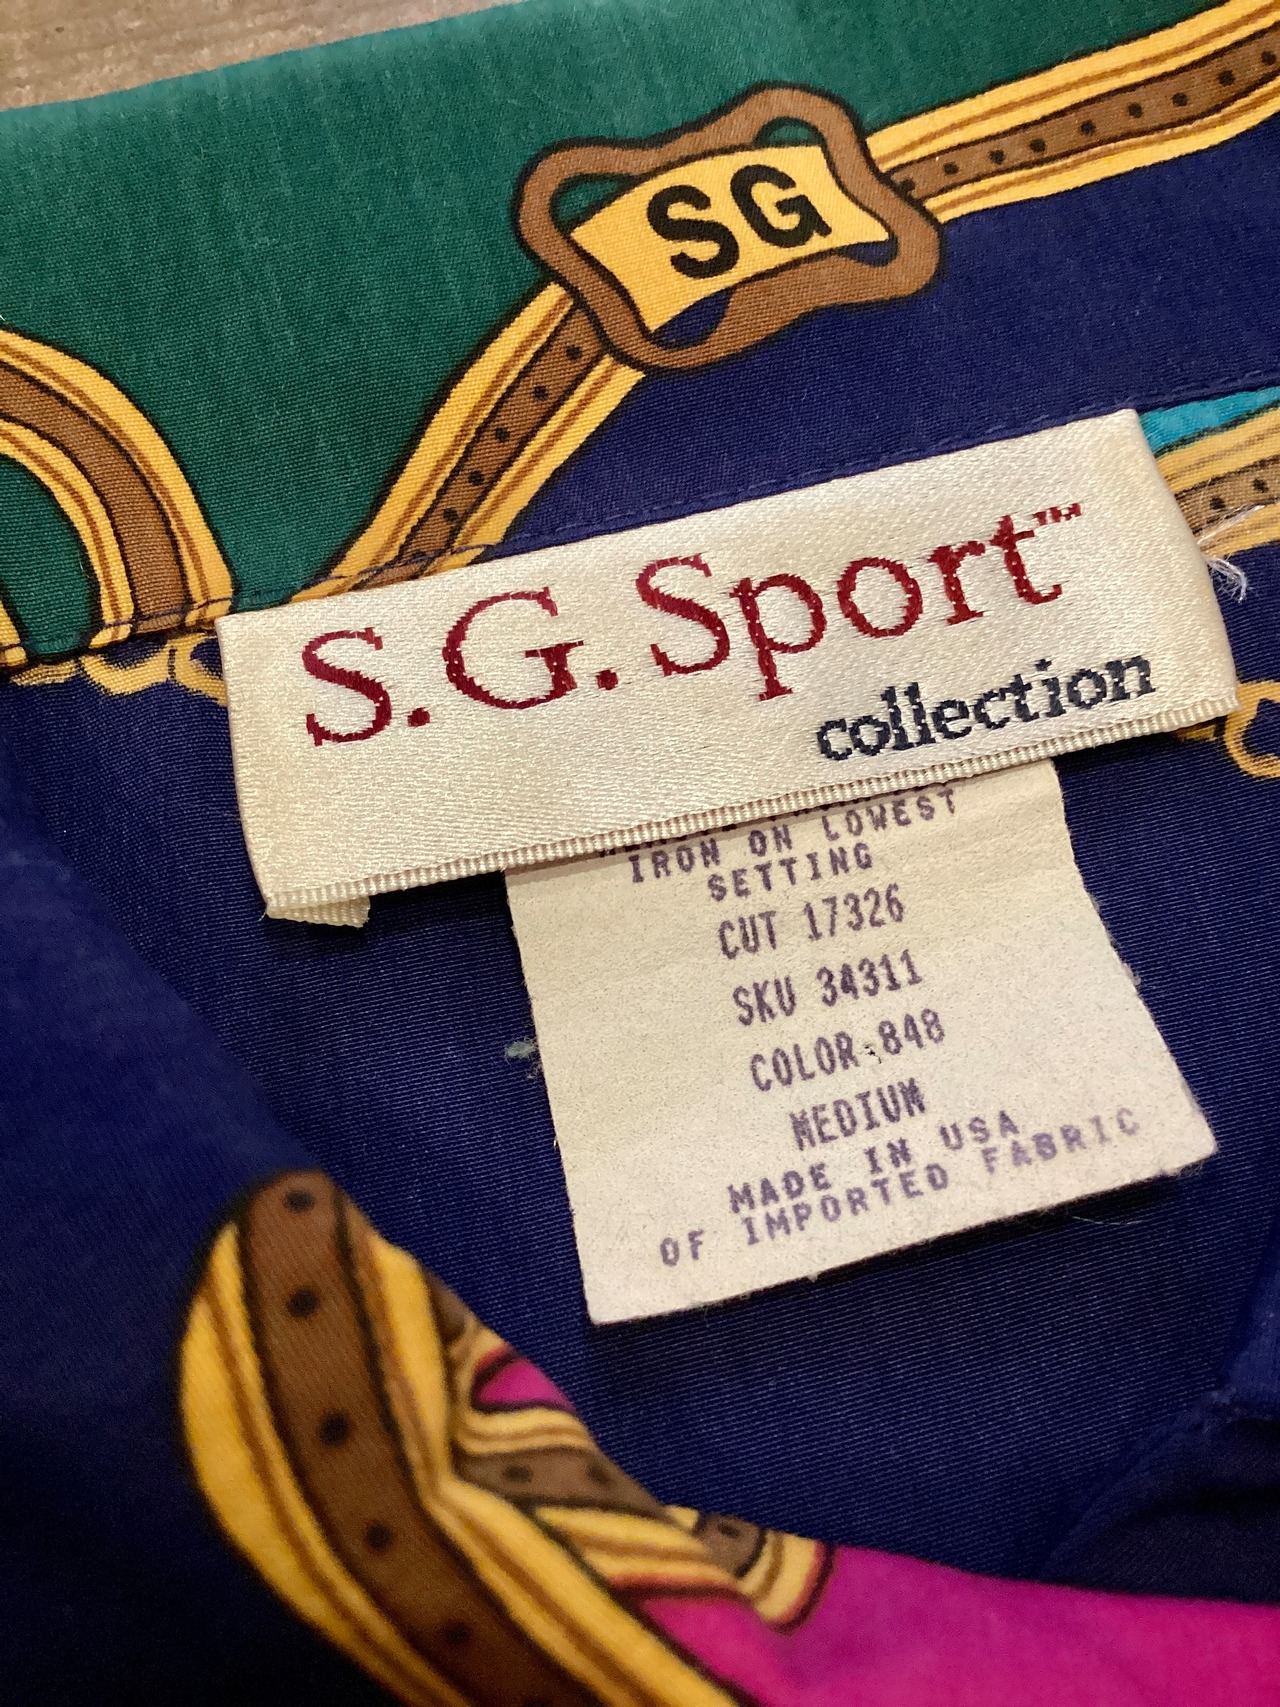 SG
S.G. Sport™
collection
IRON ON LOWEST
SETTING
CUT 17326
SKU 34311
COLOR 848
MEDIUM
MADE IN USA
OF IMPORTED FABRIC